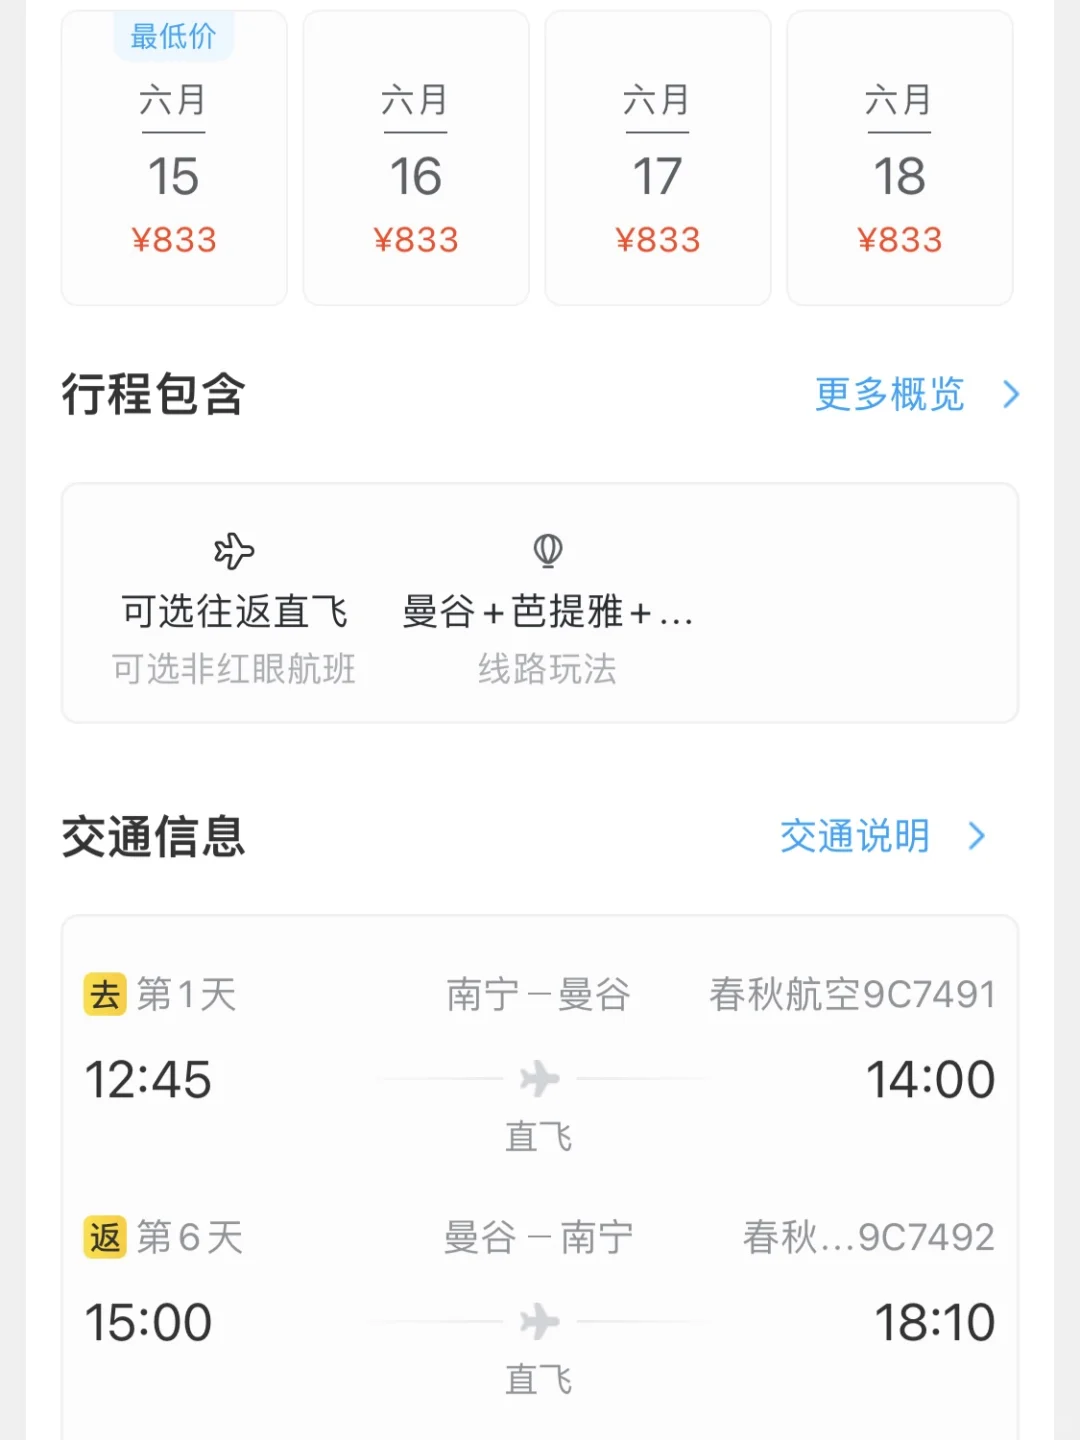 最低价
六月 六月 六月 六月
15 16 17 18
¥833 ¥833 ¥833 ¥833
行程包含 更多概览
可选往返直飞 曼谷+芭提雅+...
可选非红眼航班 线路玩法
交通信息 交通说明
去 第1天 南宁－曼谷 春秋航空9C7491
12:45 14:00
直飞
返 第6天 曼谷－南宁 春秋...9C7492
15:00 18:10
直飞